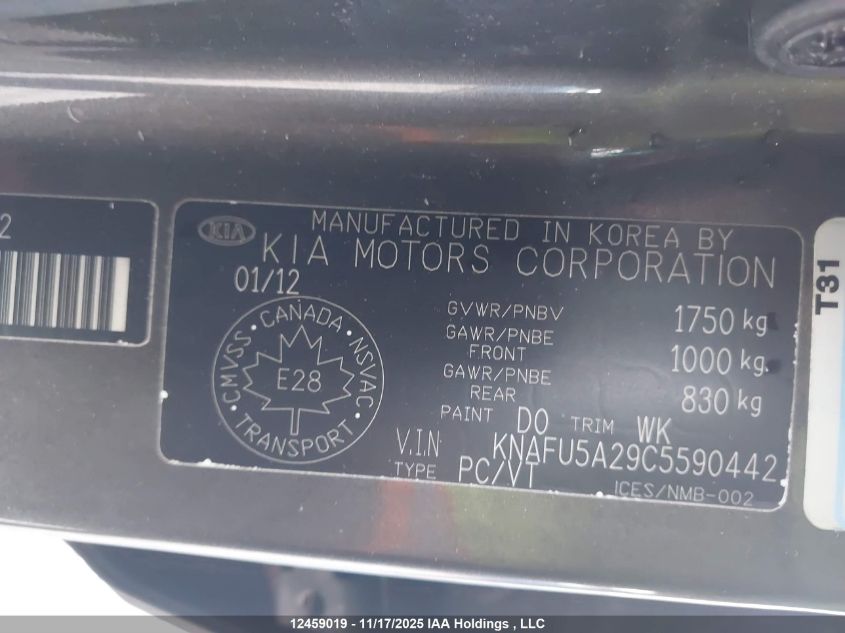 2
KIA
MANUFACTURED IN KOREA BY
KIA MOTORS CORPORATION
01/12
CANADA · NSVAC · TRANSPORT · CMVSS ·
E28
GVWR/PNBV 1750 kg
GAWR/PNBE FRONT 1000 kg.
GAWR/PNBE REAR 830 kg
PAINT DO TRIM WK
V.I.N KNAFU5A29C5590442
TYPE PC/VT
ICES/NMB-002
T31
12459019 - 11/17/2025 IAA Holdings , LLC